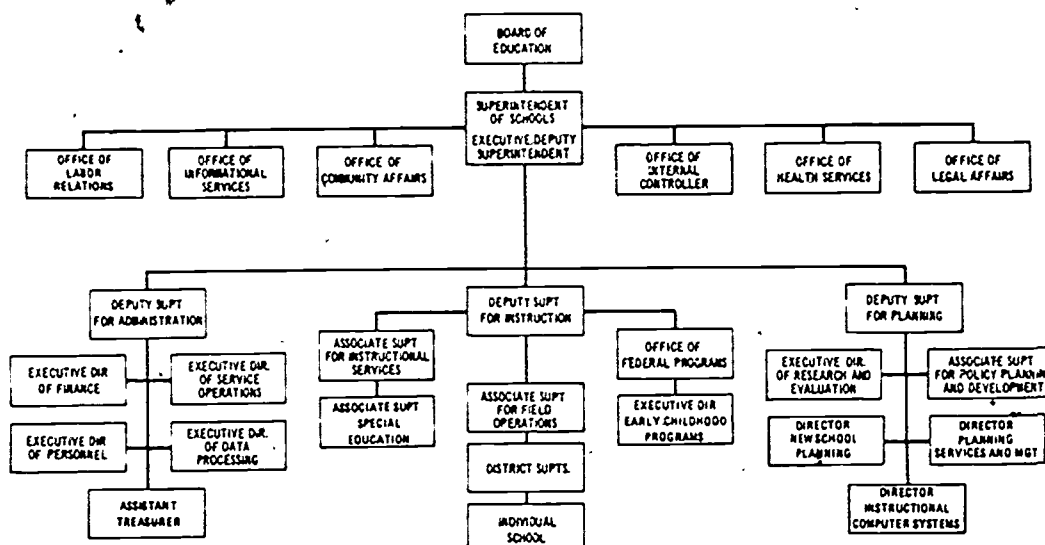 BOARD OF
EDUCATION
SUPERINTENDENT
OF SCHOOLS
EXECUTIVE DEPUTY
SUPERINTENDENT
OFFICE OF
LABOR
RELATIONS
OFFICE OF
INFORMATIONAL
SERVICES
OFFICE OF
COMMUNITY AFFAIRS
OFFICE OF
INTERNAL
CONTROLLER
OFFICE OF
HEALTH SERVICES
OFFICE OF
LEGAL AFFAIRS
DEPUTY SUPT
FOR ADMINISTRATION
DEPUTY SUPT
FOR INSTRUCTION
DEPUTY SUPT
FOR PLANNING
EXECUTIVE DIR
OF FINANCE
EXECUTIVE DIR.
OF SERVICE
OPERATIONS
EXECUTIVE DIR
OF PERSONNEL
EXECUTIVE DIR.
OF DATA
PROCESSING
ASSISTANT
TREASURER
ASSOCIATE SUPT
FOR INSTRUCTIONAL
SERVICES
ASSOCIATE SUPT
SPECIAL
EDUCATION
ASSOCIATE SUPT
FOR FIELD
OPERATIONS
DISTRICT SUPTS.
INDIVIDUAL
SCHOOL
OFFICE OF
FEDERAL PROGRAMS
EXECUTIVE DIR
EARLY CHILDHOOD
PROGRAMS
EXECUTIVE DIR.
OF RESEARCH AND
EVALUATION
ASSOCIATE SUPT
FOR POLICY PLANNING
AND DEVELOPMENT
DIRECTOR
NEW SCHOOL
PLANNING
DIRECTOR
PLANNING
SERVICES AND MGT
DIRECTOR
INSTRUCTIONAL
COMPUTER SYSTEMS